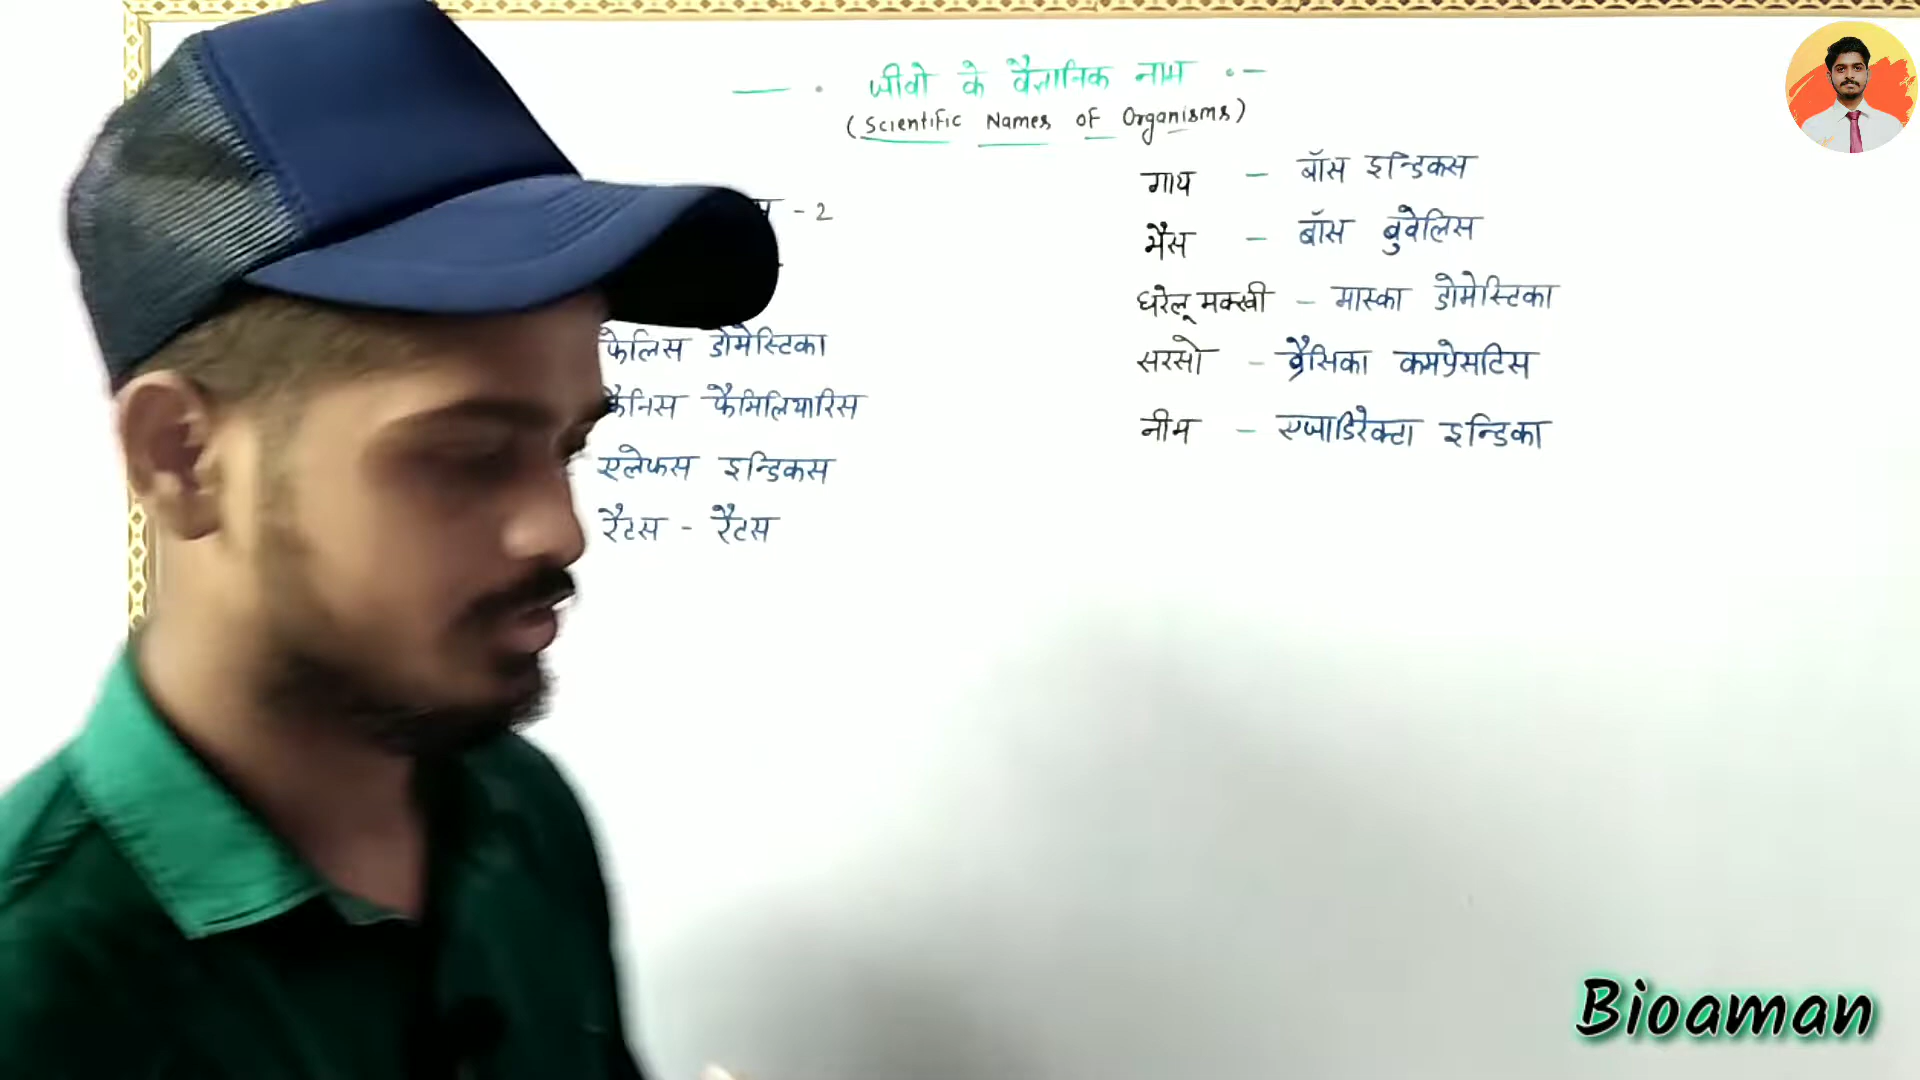 जीवो के वैज्ञानिक नाम
(Scientific Names of Organisms)
- 2
फेलिस डोमेस्टिका
कैनिस फैमिलियारिस
एलेफस इन्डिकस
रैटस - रैटस
गाय - बॉस इन्डिकस
भैंस - बॉस बुवेलिस
घरेलू मक्खी - मास्का डोमेस्टिका
सरसो - ब्रैसिका कमप्रेसटिस
नीम - एजाडिरेक्टा इन्डिका
Bioaman